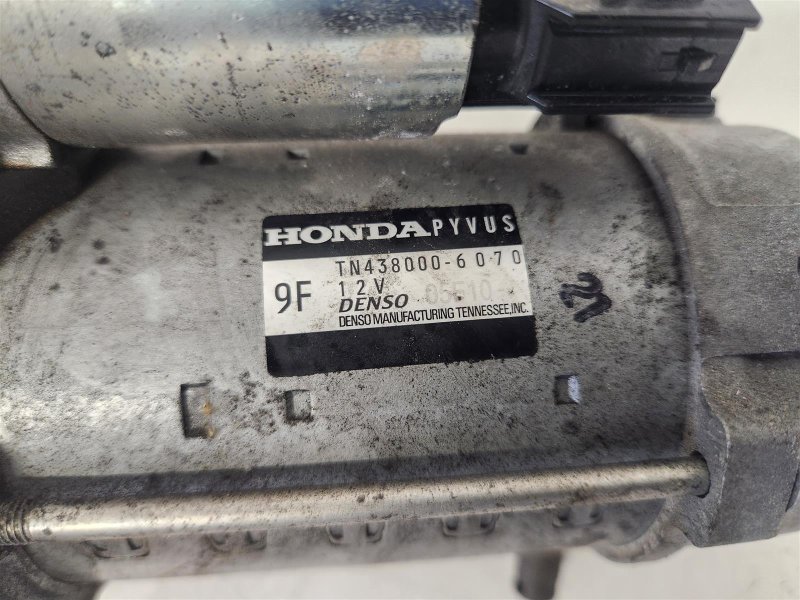 HONDA PYVUS
TN438000-6070
9F 12V
DENSO
DENSO MANUFACTURING TENNESSEE,INC.